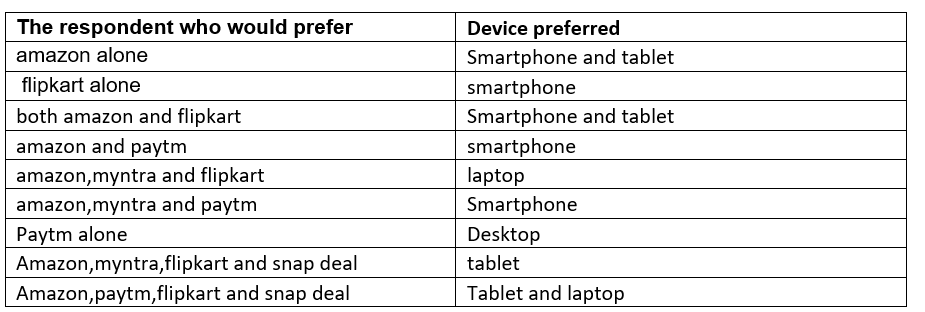 The respondent who would prefer Device preferred
amazon alone Smartphone and tablet
flipkart alone smartphone
both amazon and flipkart Smartphone and tablet
amazon and paytm smartphone
amazon,myntra and flipkart laptop
amazon,myntra and paytm Smartphone
Paytm alone Desktop
Amazon,myntra,flipkart and snap deal tablet
Amazon,paytm,flipkart and snap deal Tablet and laptop